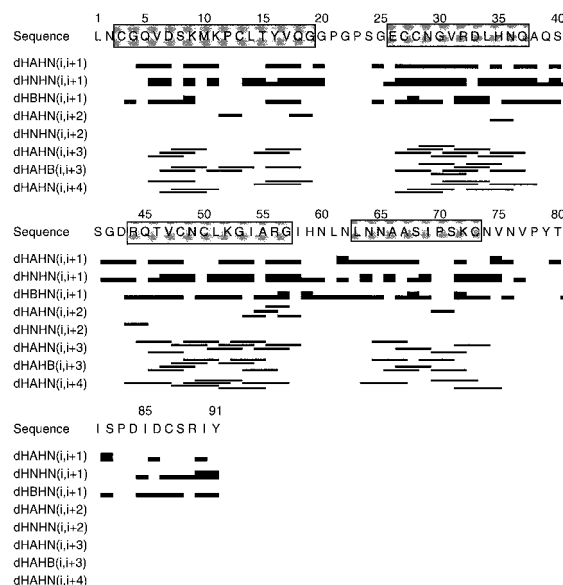 1 5 10 15 20 25 30 35 40
Sequence L N C G Q V D S K M K P C L T Y V Q G G P G P S G E C C N G V R D L H N Q A Q S
dHAHN(i,i+1)
dHNHN(i,i+1)
dHBHN(i,i+1)
dHAHN(i,i+2)
dHNHN(i,i+2)
dHAHN(i,i+3)
dHAHB(i,i+3)
dHAHN(i,i+4)
45 50 55 60 65 70 75 80
Sequence S G D R Q T V C N C L K G I A R G I H N L N L N N A A S I P S K C N V N V P Y T
dHAHN(i,i+1)
dHNHN(i,i+1)
dHBHN(i,i+1)
dHAHN(i,i+2)
dHNHN(i,i+2)
dHAHN(i,i+3)
dHAHB(i,i+3)
dHAHN(i,i+4)
85 91
Sequence I S P D I D C S R I Y
dHAHN(i,i+1)
dHNHN(i,i+1)
dHBHN(i,i+1)
dHAHN(i,i+2)
dHNHN(i,i+2)
dHAHN(i,i+3)
dHAHB(i,i+3)
dHAHN(i,i+4)